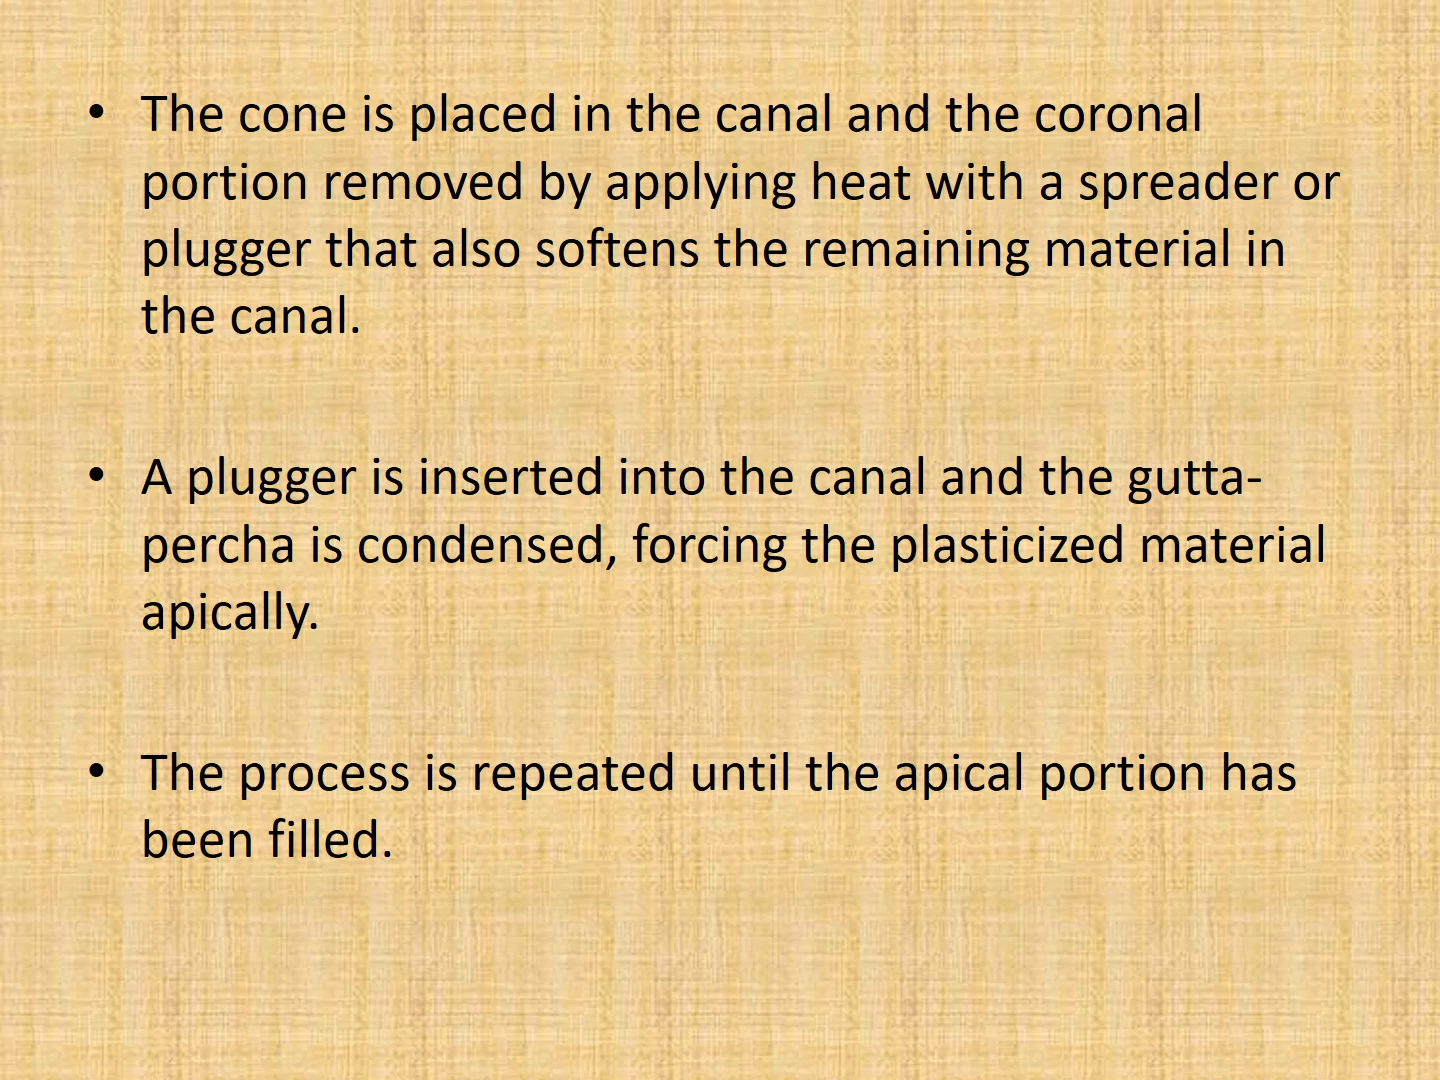 • The cone is placed in the canal and the coronal
portion removed by applying heat with a spreader or
plugger that also softens the remaining material in
the canal.
• A plugger is inserted into the canal and the gutta-
percha is condensed, forcing the plasticized material
apically.
• The process is repeated until the apical portion has
been filled.